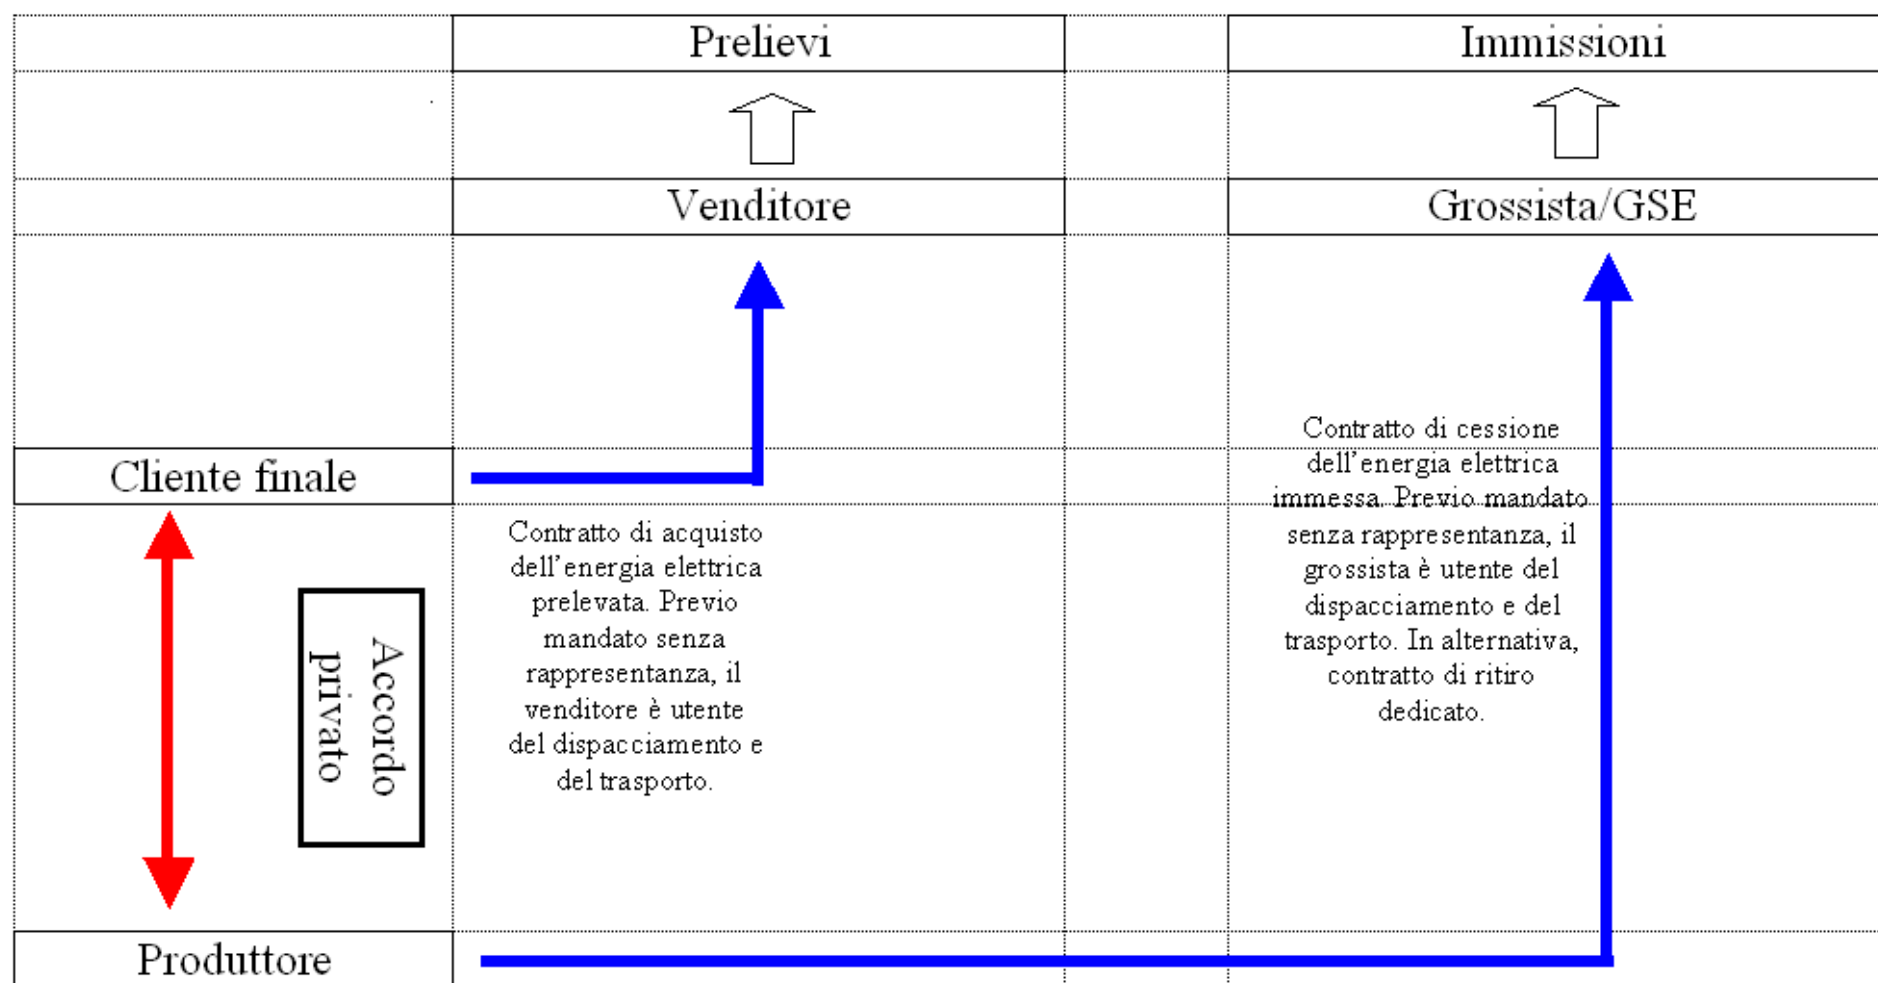 Prelievi
Immissioni
Venditore
Grossista/GSE
Cliente finale
Contratto di acquisto
dell'energia elettrica
prelevata. Previo
mandato senza
rappresentanza, il
venditore è utente
del dispacciamento e
del trasporto.
Contratto di cessione
dell'energia elettrica
immessa. Previo mandato
senza rappresentanza, il
grossista è utente del
dispacciamento e del
trasporto. In alternativa,
contratto di ritiro
dedicato.
Accordo
privato
Produttore